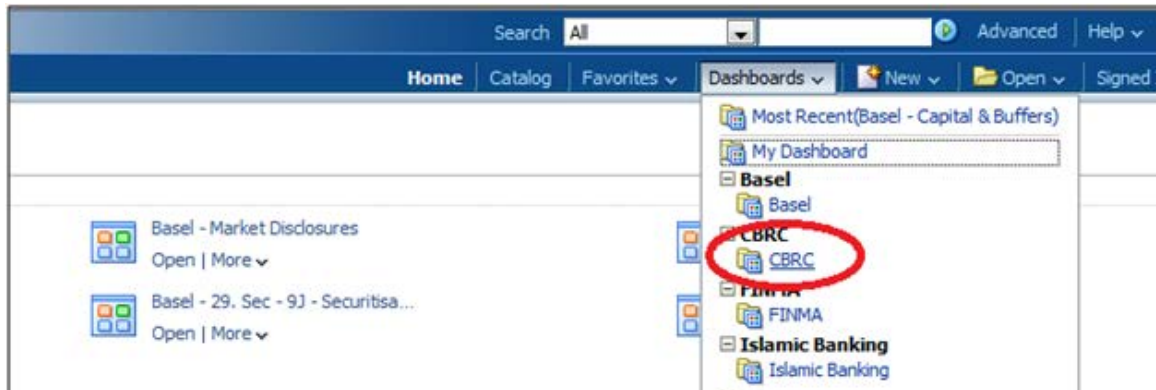 Search All Advanced Help
Home Catalog Favorites Dashboards New Open Signed
Most Recent(Basel - Capital & Buffers)
My Dashboard
Basel
Basel
CBRC
CBRC
FINMA
FINMA
Islamic Banking
Islamic Banking
Basel - Market Disclosures
Open | More
Basel - 29. Sec - 9J - Securitisa...
Open | More